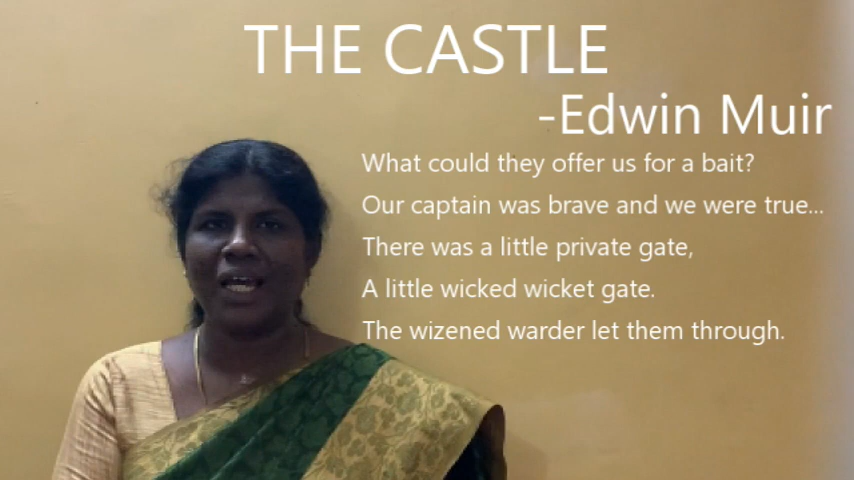 THE CASTLE
-Edwin Muir
What could they offer us for a bait?
Our captain was brave and we were true...
There was a little private gate,
A little wicked wicket gate.
The wizened warder let them through.